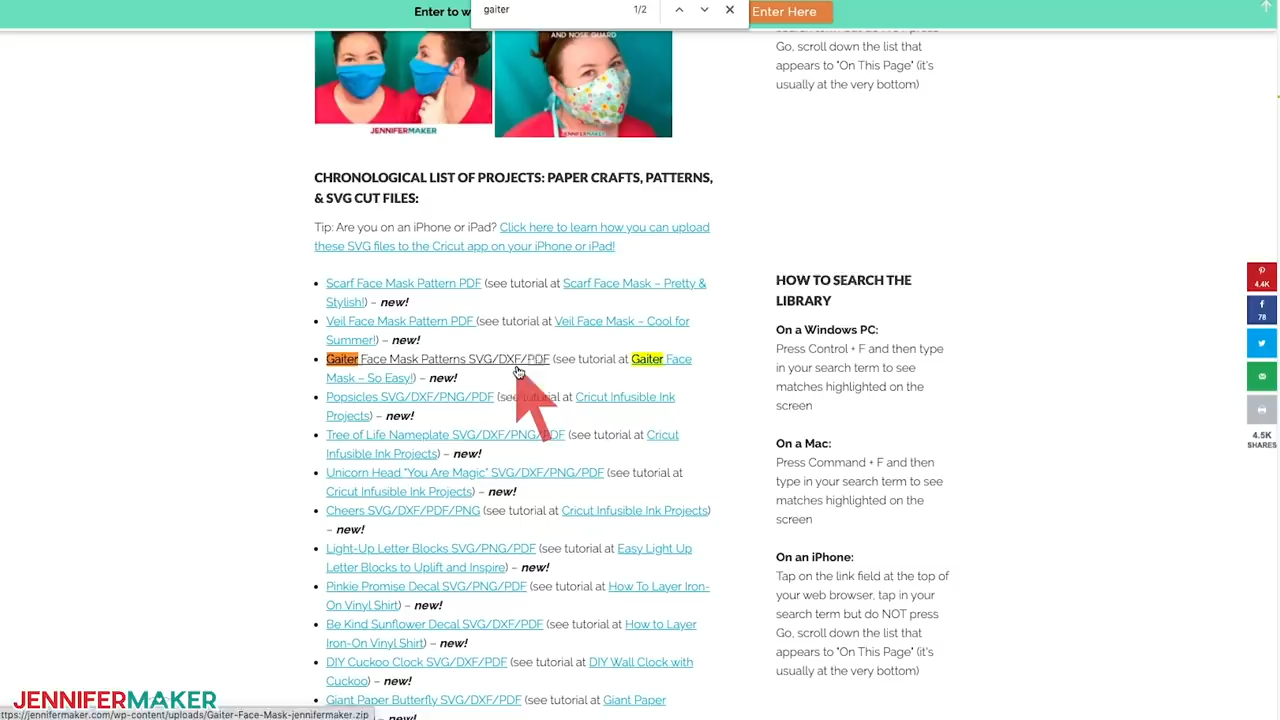 Enter to w
gaiter
1/2
Enter Here
AND NOSE GUARD
JENNIFERMAKER
JENNIFERMAKER
CHRONOLOGICAL LIST OF PROJECTS: PAPER CRAFTS, PATTERNS,
& SVG CUT FILES:
Tip: Are you on an iPhone or iPad? Click here to learn how you can upload
these SVG files to the Cricut app on your iPhone or iPad!
Scarf Face Mask Pattern PDF (see tutorial at Scarf Face Mask – Pretty &
Stylish!) – new!
Veil Face Mask Pattern PDF (see tutorial at Veil Face Mask – Cool for
Summer!) – new!
Gaiter Face Mask Patterns SVG/DXF/PDF (see tutorial at Gaiter Face
Mask – So Easy!) – new!
Popsicles SVG/DXF/PNG/PDF (see tutorial at Cricut Infusible Ink
Projects) – new!
Tree of Life Nameplate SVG/DXF/PNG/PDF (see tutorial at Cricut
Infusible Ink Projects) – new!
Unicorn Head "You Are Magic" SVG/DXF/PNG/PDF (see tutorial at
Cricut Infusible Ink Projects) – new!
Cheers SVG/DXF/PDF/PNG (see tutorial at Cricut Infusible Ink Projects)
– new!
Light-Up Letter Blocks SVG/PNG/PDF (see tutorial at Easy Light Up
Letter Blocks to Uplift and Inspire) – new!
Pinkie Promise Decal SVG/PNG/PDF (see tutorial at How To Layer Iron-
On Vinyl Shirt) – new!
Be Kind Sunflower Decal SVG/DXF/PDF (see tutorial at How to Layer
Iron-On Vinyl Shirt) – new!
DIY Cuckoo Clock SVG/DXF/PDF (see tutorial at DIY Wall Clock with
Cuckoo) – new!
Giant Paper Butterfly SVG/DXF/PDF (see tutorial at Giant Paper
new!
Go, scroll down the list that
appears to "On This Page" (it's
usually at the very bottom)
HOW TO SEARCH THE
LIBRARY
On a Windows PC:
Press Control + F and then type
in your search term to see
matches highlighted on the
screen
On a Mac:
Press Command + F and then
type in your search term to see
matches highlighted on the
screen
On an iPhone:
Tap on the link field at the top of
your web browser, tap in your
search term but do NOT press
Go, scroll down the list that
appears to "On This Page" (it's
usually at the very bottom)
4.4K
78
4.5K
SHARES
JENNIFERMAKER
ttps://jennifermaker.com/wp-content/uploads/Gaiter-Face-Mask-jennifermaker.zip